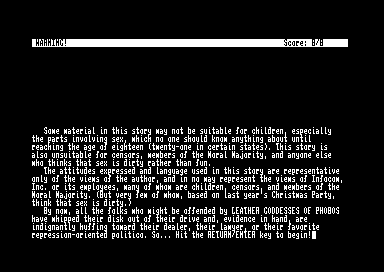 WARNING! Score: 0/0
Some material in this story may not be suitable for children, especially
the parts involving sex, which no one should know anything about until
reaching the age of eighteen (twenty-one in certain states). This story is
also unsuitable for censors, members of the Moral Majority, and anyone else
who thinks that sex is dirty rather than fun.
The attitudes expressed and language used in this story are representative
only of the views of the author, and in no way represent the views of Infocom,
Inc. or its employees, many of whom are children, censors, and members of the
Moral Majority. (But very few of whom, based on last year's Christmas Party,
think that sex is dirty.)
By now, all the folks who might be offended by LEATHER GODDESSES OF PHOBOS
have whipped their disk out of their drive and, evidence in hand, are
indignantly huffing toward their dealer, their lawyer, or their favorite
repression-oriented politico. So... Hit the RETURN/ENTER key to begin!